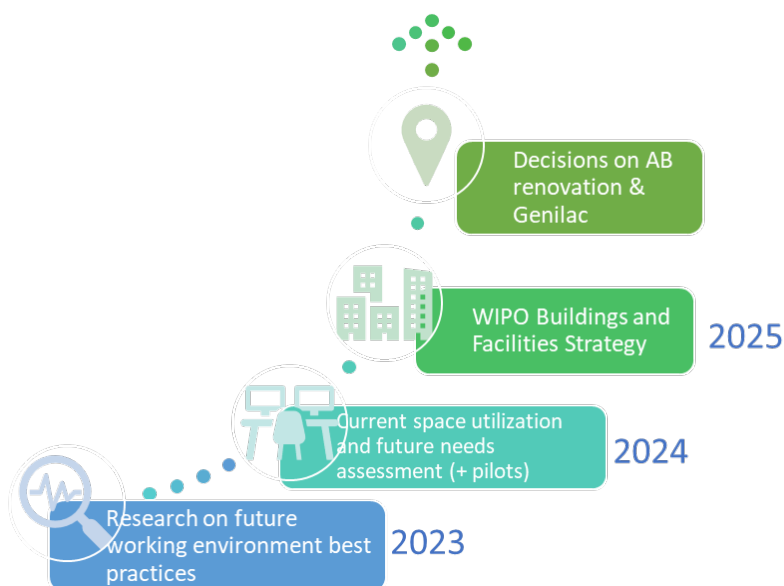 Decisions on AB
renovation &
Genilac
WIPO Buildings and
Facilities Strategy
2025
Current space utilization
and future needs
assessment (+ pilots)
2024
Research on future
working environment best
practices
2023